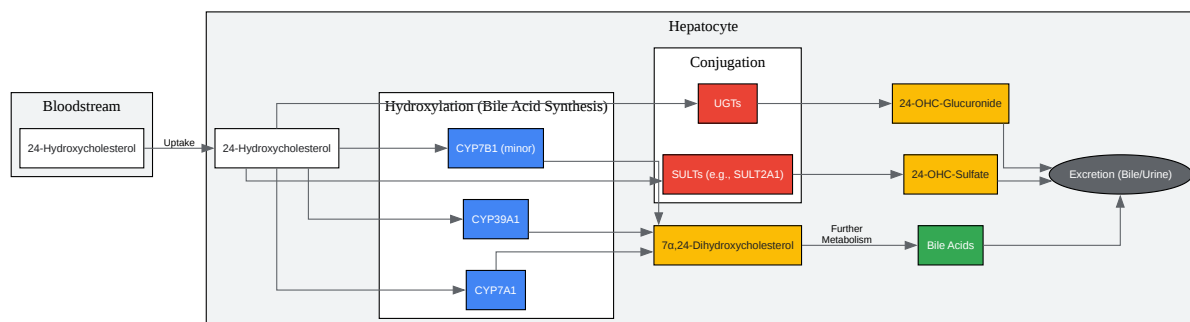 Hepatocyte
Bloodstream
24-Hydroxycholesterol
Uptake
24-Hydroxycholesterol
Hydroxylation (Bile Acid Synthesis)
CYP7B1 (minor)
CYP39A1
CYP7A1
Conjugation
UGTs
SULTs (e.g., SULT2A1)
7α,24-Dihydroxycholesterol
Further
Metabolism
24-OHC-Glucuronide
24-OHC-Sulfate
Bile Acids
Excretion (Bile/Urine)